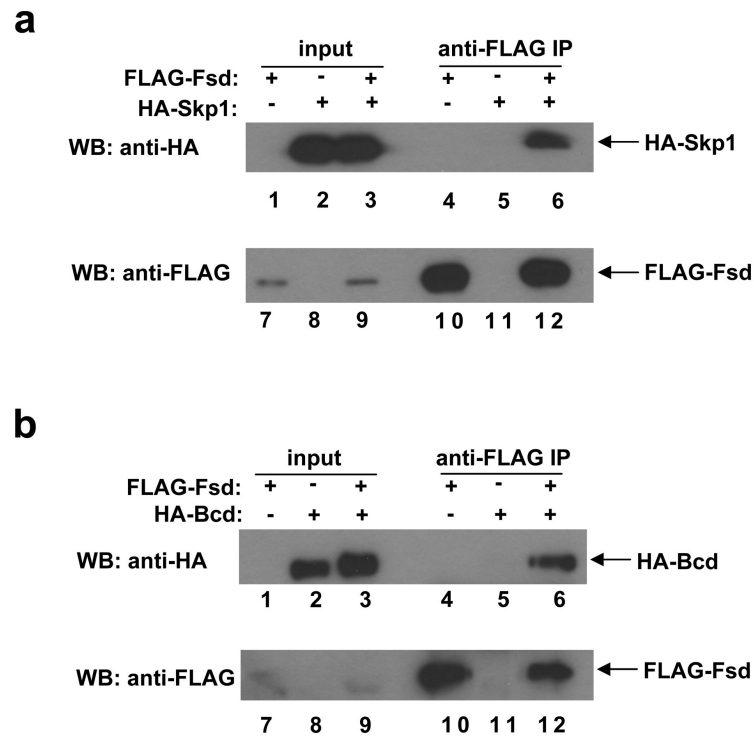 a
input anti-FLAG IP
FLAG-Fsd: + - + + - +
HA-Skp1: - + + - + +
WB: anti-HA HA-Skp1
1 2 3 4 5 6
WB: anti-FLAG FLAG-Fsd
7 8 9 10 11 12
b
input anti-FLAG IP
FLAG-Fsd: + - + + - +
HA-Bcd: - + + - + +
WB: anti-HA HA-Bcd
1 2 3 4 5 6
WB: anti-FLAG FLAG-Fsd
7 8 9 10 11 12